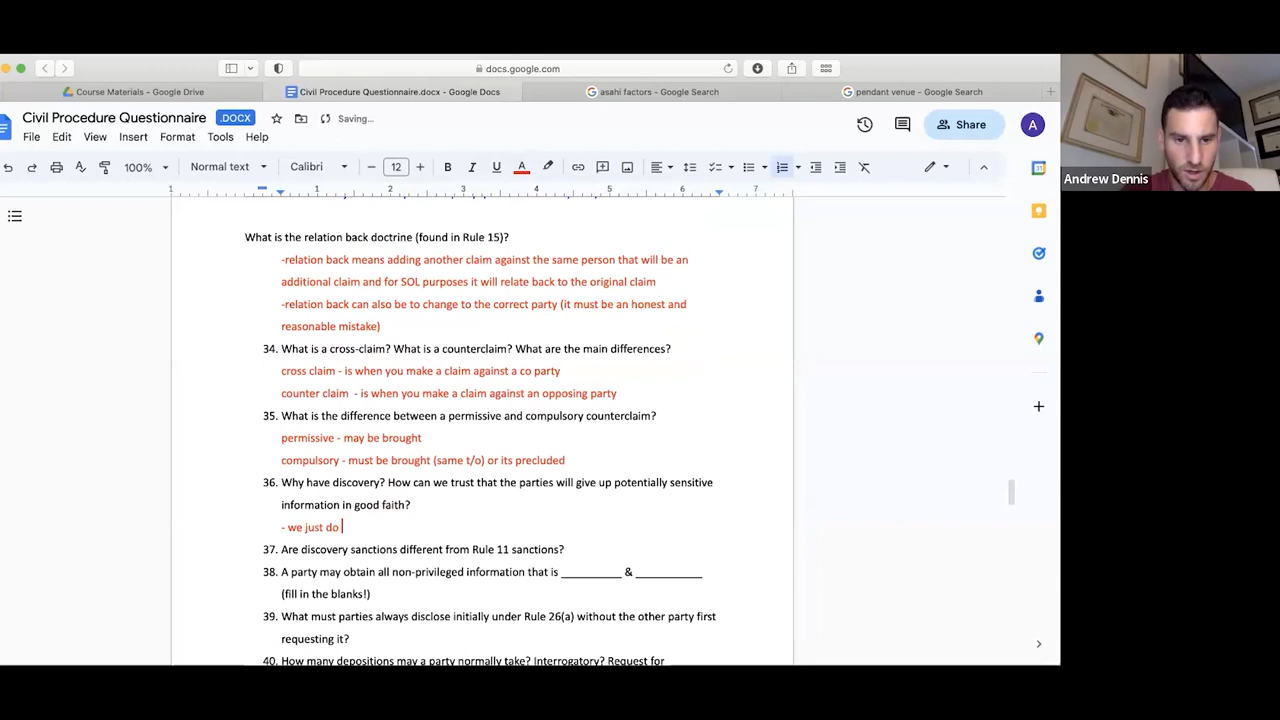 docs.google.com
Course Materials – Google Drive
Civil Procedure Questionnaire.docx - Google Docs
asahi factors – Google Search
pendant venue – Google Search
Civil Procedure Questionnaire .DOCX
Saving...
File Edit View Insert Format Tools Help
Share
A
100% Normal text Calibri 12 B I U A
1 1 2 3 4 5 6 7
Andrew Dennis
What is the relation back doctrine (found in Rule 15)?
-relation back means adding another claim against the same person that will be an
additional claim and for SOL purposes it will relate back to the original claim
-relation back can also be to change to the correct party (it must be an honest and
reasonable mistake)
34. What is a cross-claim? What is a counterclaim? What are the main differences?
cross claim - is when you make a claim against a co party
counter claim - is when you make a claim against an opposing party
35. What is the difference between a permissive and compulsory counterclaim?
permissive - may be brought
compulsory - must be brought (same t/o) or its precluded
36. Why have discovery? How can we trust that the parties will give up potentially sensitive
information in good faith?
- we just do
37. Are discovery sanctions different from Rule 11 sanctions?
38. A party may obtain all non-privileged information that is __________ & ___________
(fill in the blanks!)
39. What must parties always disclose initially under Rule 26(a) without the other party first
requesting it?
40. How many depositions may a party normally take? Interrogatory? Request for